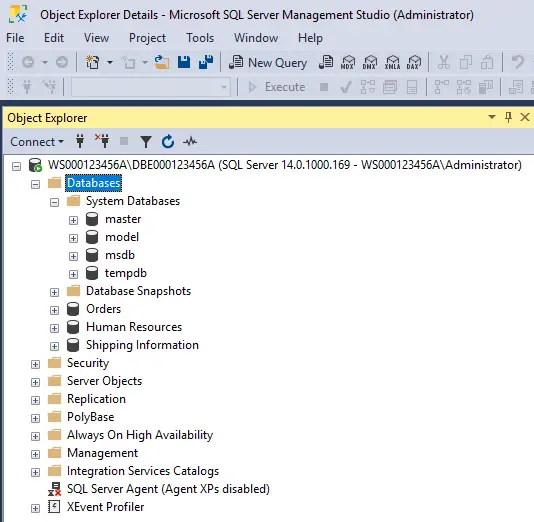 Object Explorer Details - Microsoft SQL Server Management Studio (Administrator)
File Edit View Project Tools Window Help
New Query MDX DMX XMLA DAX
Execute
Object Explorer
Connect
WS000123456A\DBE000123456A (SQL Server 14.0.1000.169 - WS000123456A\Administrator)
Databases
System Databases
master
model
msdb
tempdb
Database Snapshots
Orders
Human Resources
Shipping Information
Security
Server Objects
Replication
PolyBase
Always On High Availability
Management
Integration Services Catalogs
SQL Server Agent (Agent XPs disabled)
XEvent Profiler